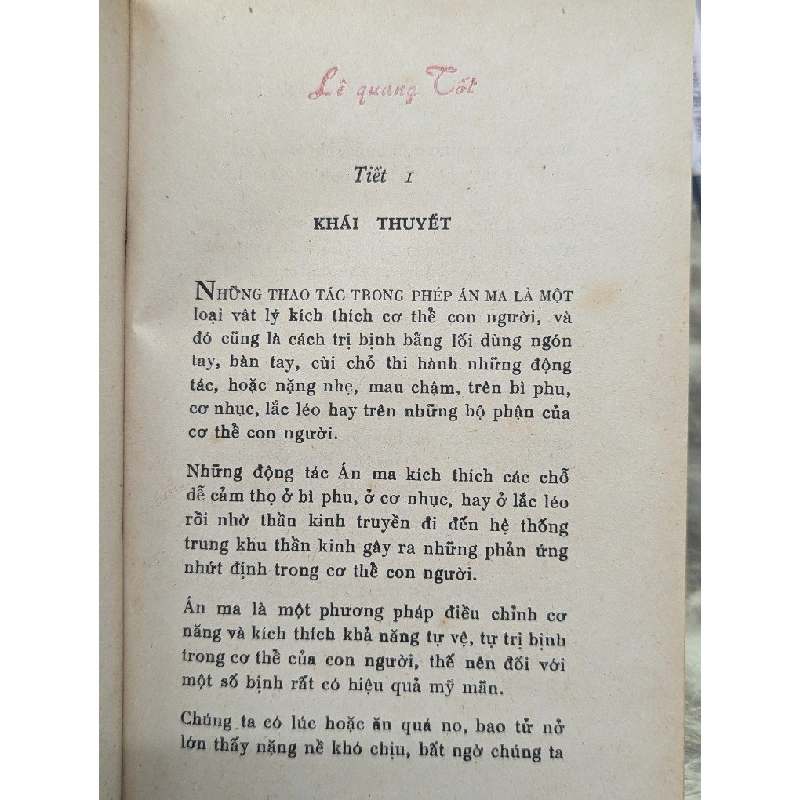 Lê quang Tốt
Tiết 1
KHÁI THUYẾT
NHỮNG THAO TÁC TRONG PHÉP ÁN MA LÀ MỘT
loại vật lý kích thích cơ thể con người, và
đó cũng là cách trị bịnh bằng lối dùng ngón
tay, bàn tay, cùi chỏ thi hành những động
tác, hoặc nặng nhẹ, mau chậm, trên bì phu,
cơ nhục, lắc léo hay trên những bộ phận của
cơ thể con người.
Những động tác Án ma kich thích các chỗ
dễ cảm thọ ở bì phu, ở cơ nhục, hay ở lắc léo
rồi nhờ thần kinh truyền đi đến hệ thống
trung khu thần kinh gây ra những phản ứng
nhứt định trong cơ thể con người.
Án ma là một phương pháp điều chỉnh cơ
năng và kích thích khả năng tự vệ, tự trị bịnh
trong cơ thể của con người, thế nên đối với
một số bịnh rất có hiệu quả mỹ mãn.
Chúng ta có lúc hoặc ăn quá no, bao tử nở
lớn thấy nặng nề khó chịu, bất ngờ chúng ta